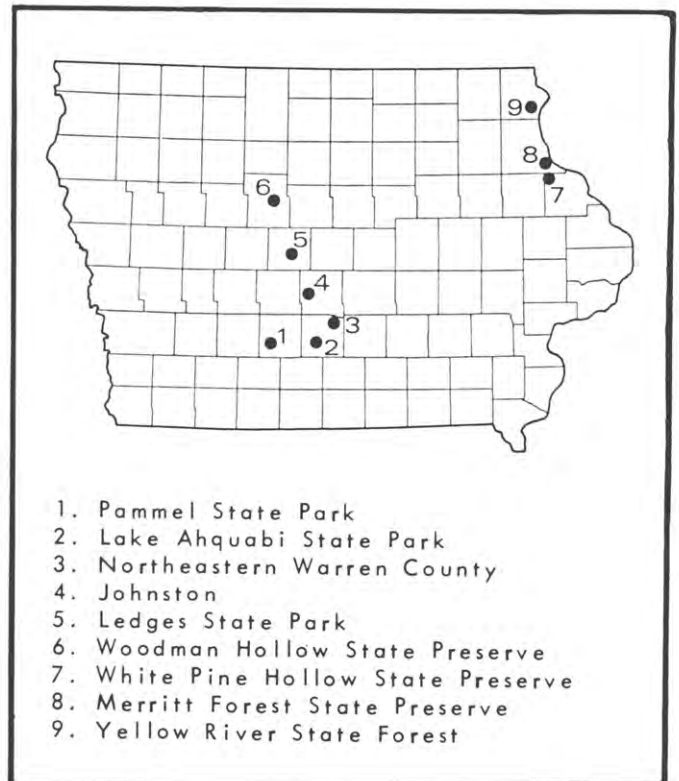 9
8
7
6
5
4
3
1
2
1. Pammel State Park
2. Lake Ahquabi State Park
3. Northeastern Warren County
4. Johnston
5. Ledges State Park
6. Woodman Hollow State Preserve
7. White Pine Hollow State Preserve
8. Merritt Forest State Preserve
9. Yellow River State Forest